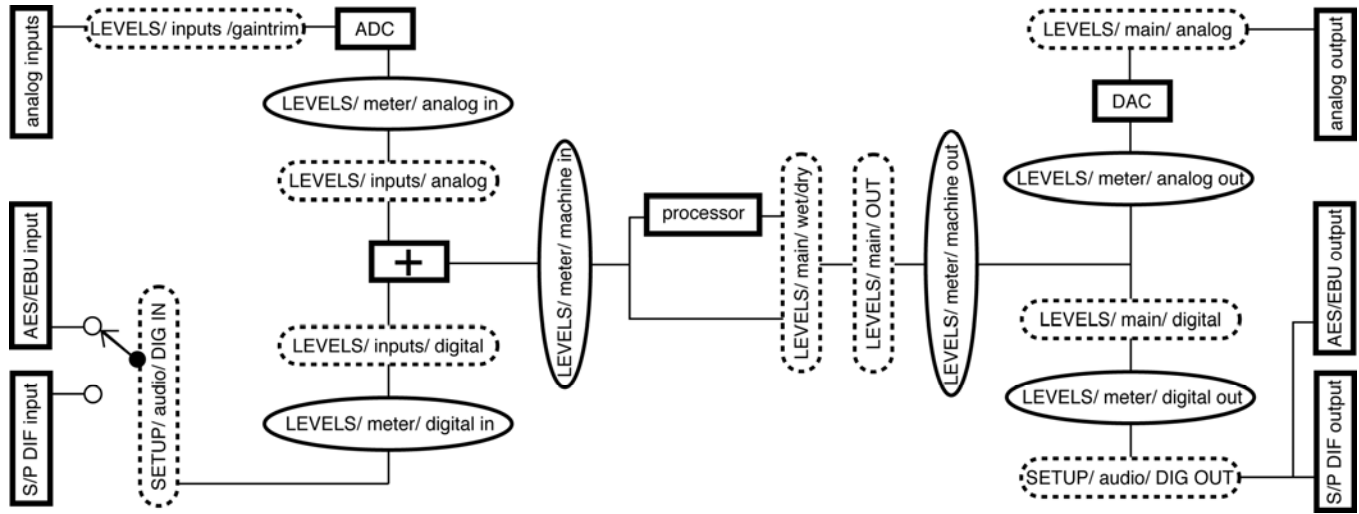 analog inputs
LEVELS/ inputs /gaintrim
ADC
LEVELS/ meter/ analog in
LEVELS/ inputs/ analog
+
LEVELS/ inputs/ digital
LEVELS/ meter/ digital in
AES/EBU input
S/P DIF input
SETUP/ audio/ DIG IN
LEVELS/ meter/ machine in
processor
LEVELS/ main/ wet/dry
LEVELS/ main/ OUT
LEVELS/ meter/ machine out
LEVELS/ main/ analog
DAC
LEVELS/ meter/ analog out
LEVELS/ main/ digital
LEVELS/ meter/ digital out
SETUP/ audio/ DIG OUT
analog output
AES/EBU output
S/P DIF output